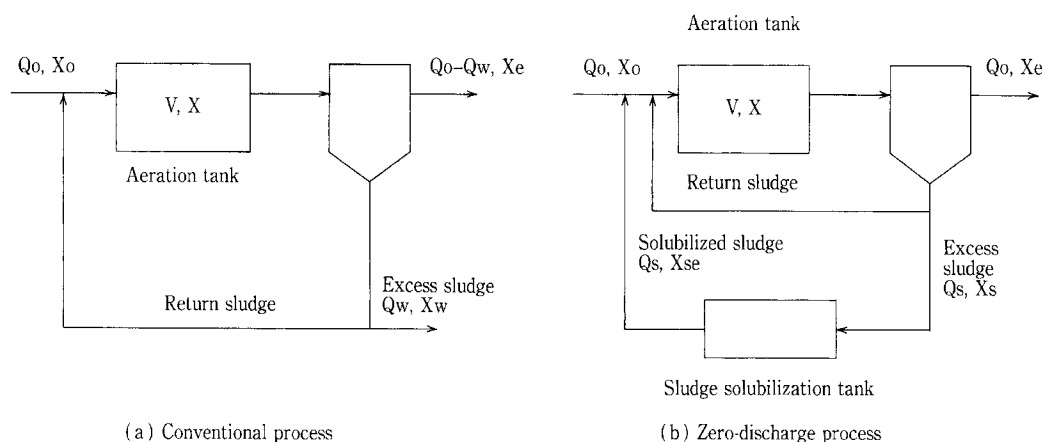 Qo, Xo
Qo–Qw, Xe
V, X
Aeration tank
Return sludge
Excess sludge
Qw, Xw
(a) Conventional process
Aeration tank
Qo, Xo
Qo, Xe
V, X
Return sludge
Solubilized sludge
Qs, Xse
Excess
sludge
Qs, Xs
Sludge solubilization tank
(b) Zero-discharge process